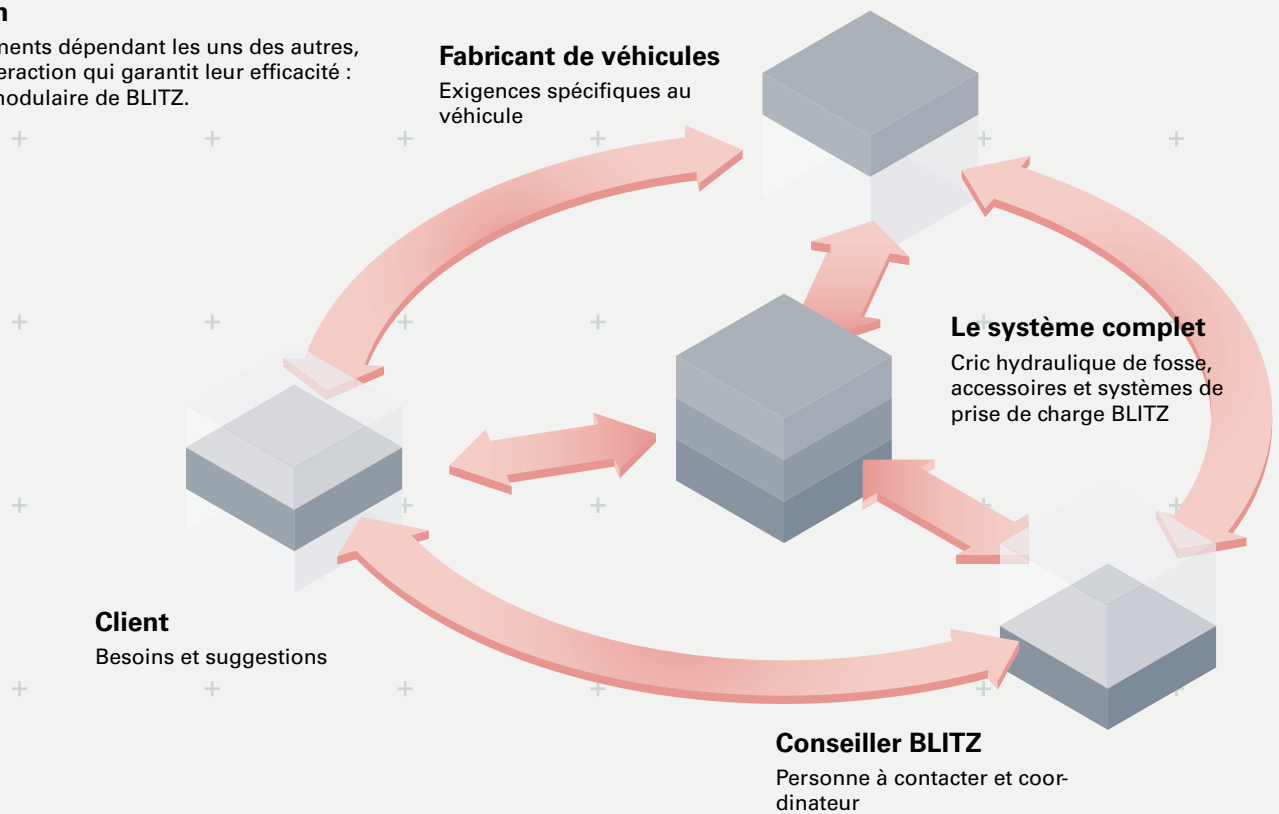 ments dépendant les uns des autres,
eraction qui garantit leur efficacité :
modulaire de BLITZ.
Fabricant de véhicules
Exigences spécifiques au
véhicule
Le système complet
Cric hydraulique de fosse,
accessoires et systèmes de
prise de charge BLITZ
Client
Besoins et suggestions
Conseiller BLITZ
Personne à contacter et coor-
dinateur